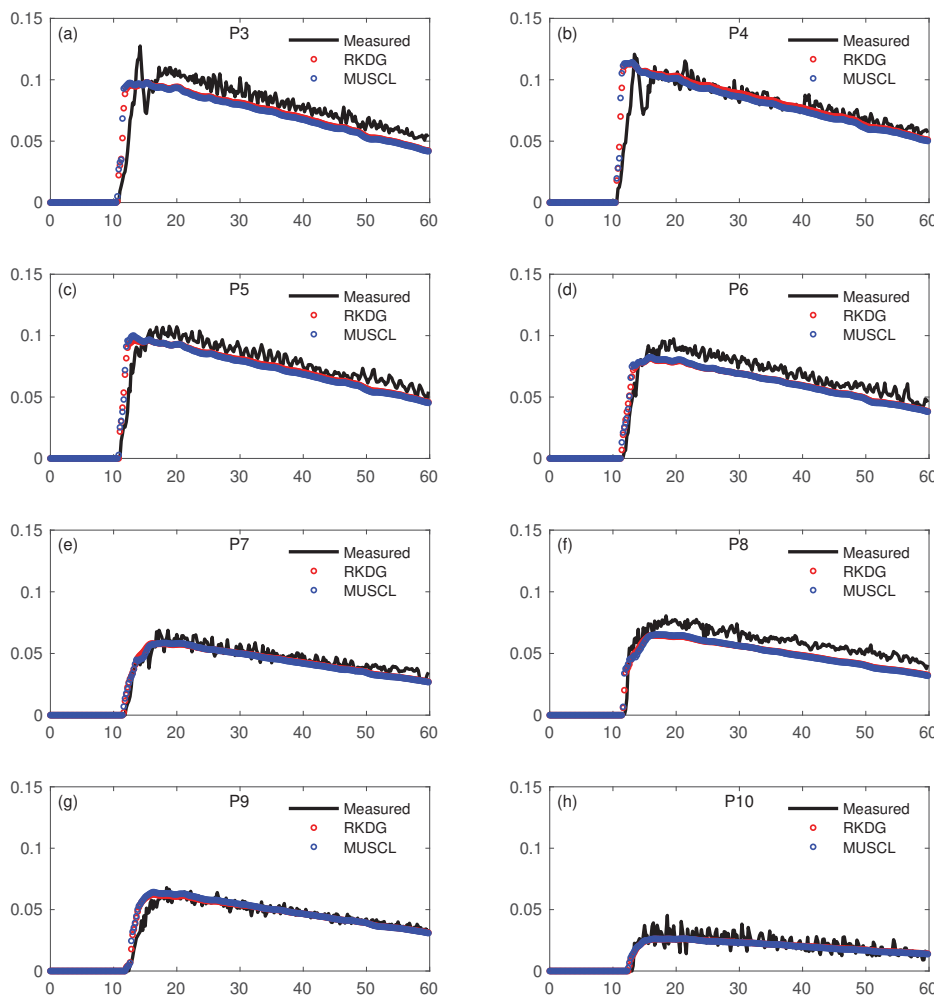 0.15 (a) P3 Measured
RKDG
0.1 MUSCL
0.05
0
0 10 20 30 40 50 60
0.15 (b) P4 Measured
RKDG
0.1 MUSCL
0.05
0
0 10 20 30 40 50 60
0.15 (c) P5 Measured
RKDG
0.1 MUSCL
0.05
0
0 10 20 30 40 50 60
0.15 (d) P6 Measured
RKDG
0.1 MUSCL
0.05
0
0 10 20 30 40 50 60
0.15 (e) P7 Measured
RKDG
0.1 MUSCL
0.05
0
0 10 20 30 40 50 60
0.15 (f) P8 Measured
RKDG
0.1 MUSCL
0.05
0
0 10 20 30 40 50 60
0.15 (g) P9 Measured
RKDG
0.1 MUSCL
0.05
0
0 10 20 30 40 50 60
0.15 (h) P10 Measured
RKDG
0.1 MUSCL
0.05
0
0 10 20 30 40 50 60